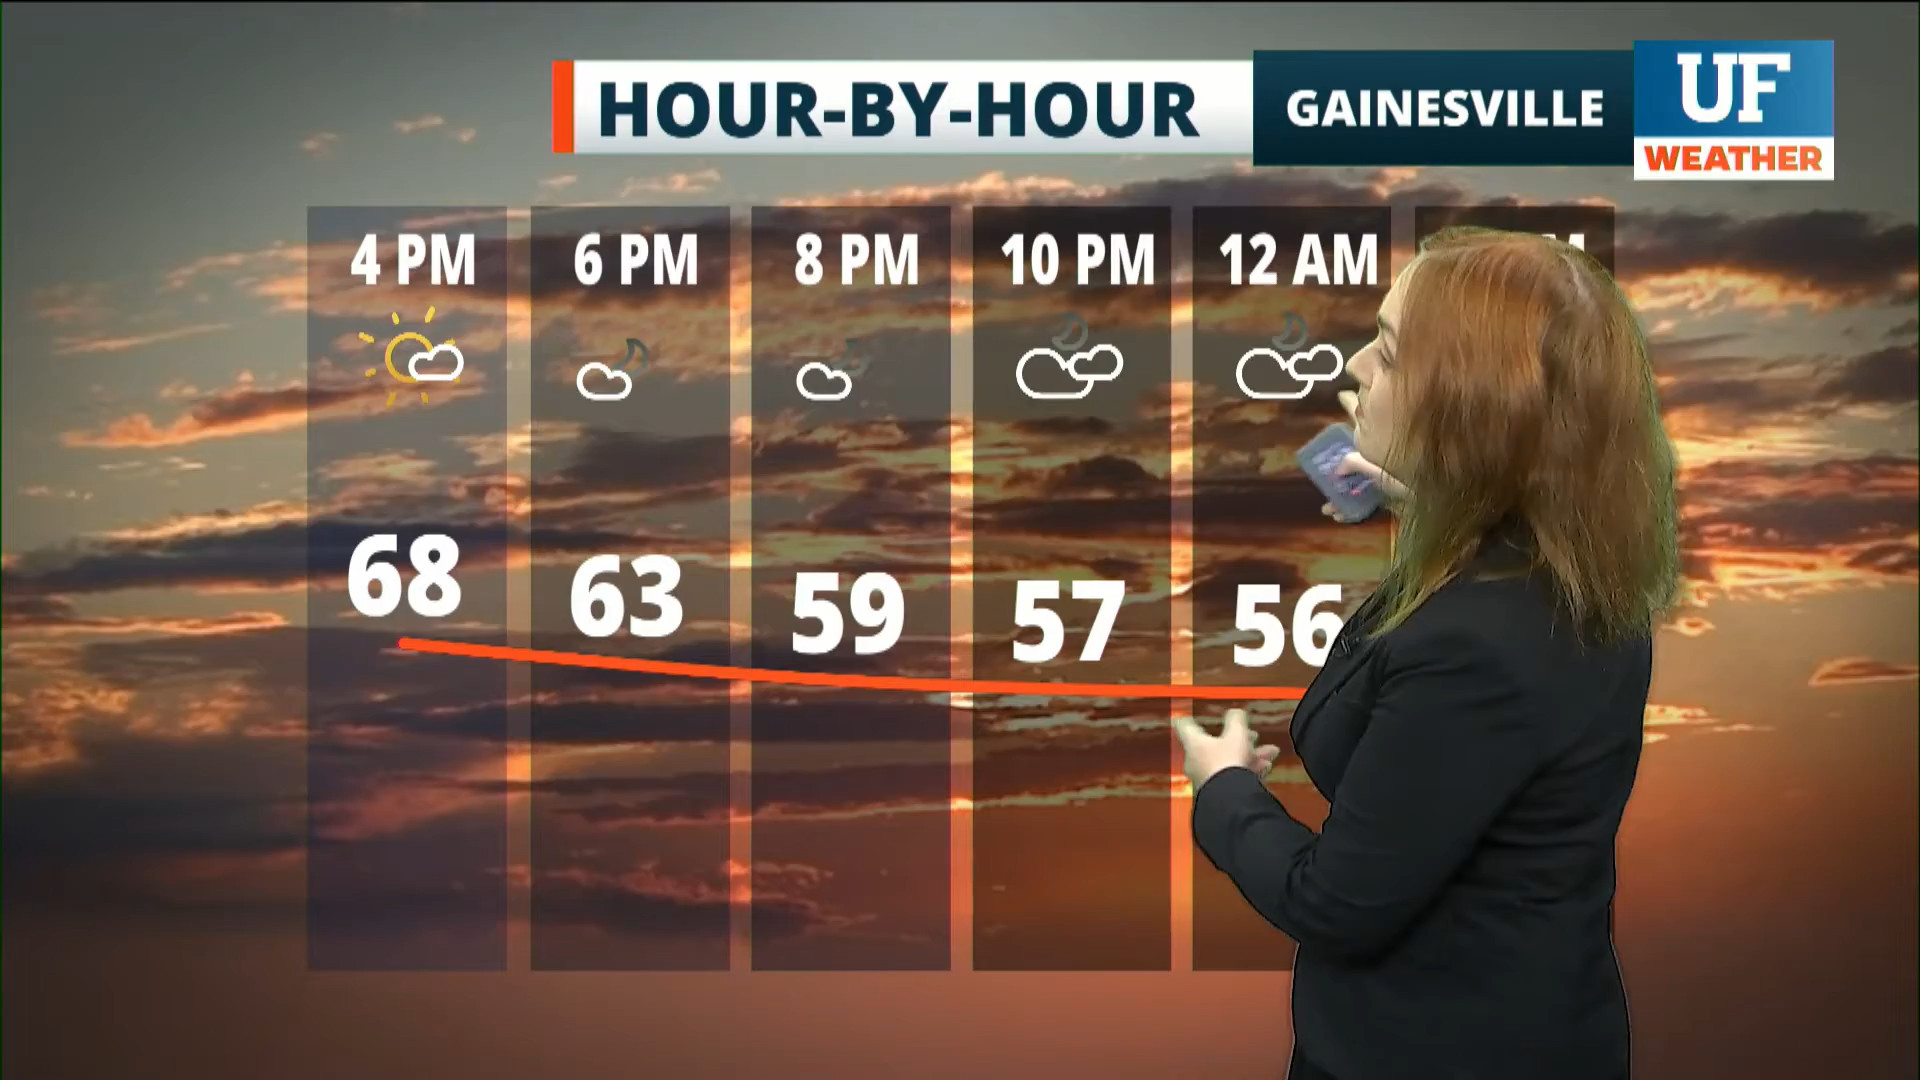 HOUR-BY-HOUR
GAINESVILLE
UF
WEATHER
4 PM 6 PM 8 PM 10 PM 12 AM
68 63 59 57 56